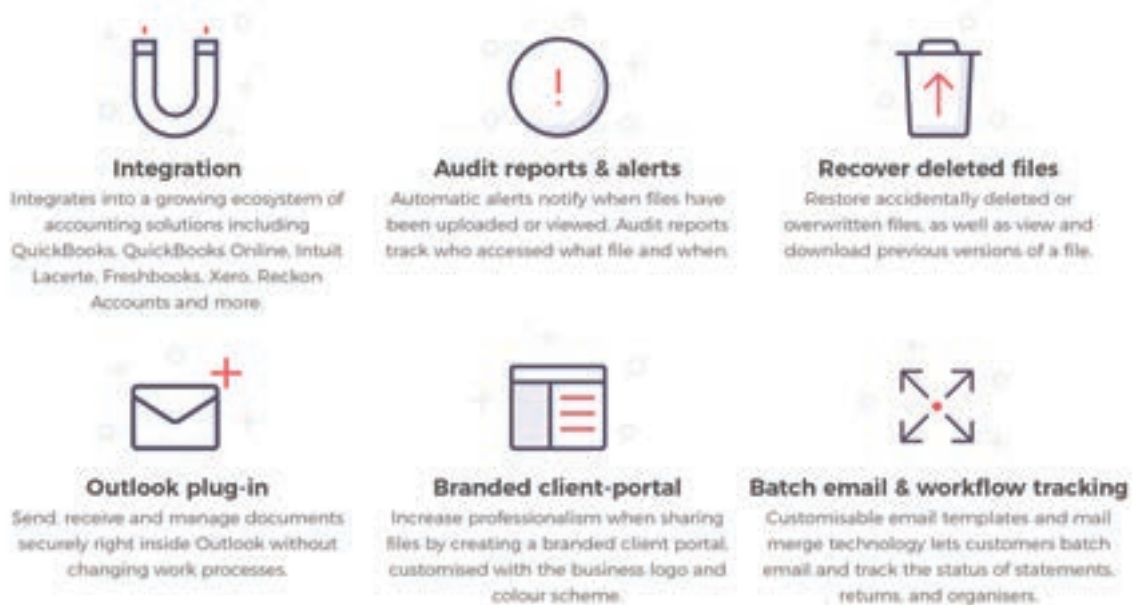 Integration
Integrates into a growing ecosystem of
accounting solutions including
QuickBooks, QuickBooks Online, Intuit
Lacerte, Freshbooks, Xero, Reckon
Accounts and more.
Audit reports & alerts
Automatic alerts notify when files have
been uploaded or viewed. Audit reports
track who accessed what file and when.
Recover deleted files
Restore accidentally deleted or
overwritten files, as well as view and
download previous versions of a file.
Outlook plug-in
Send, receive and manage documents
securely right inside Outlook without
changing work processes.
Branded client-portal
Increase professionalism when sharing
files by creating a branded client portal,
customised with the business logo and
colour scheme.
Batch email & workflow tracking
Customisable email templates and mail
merge technology lets customers batch
email and track the status of statements,
returns, and organisers.